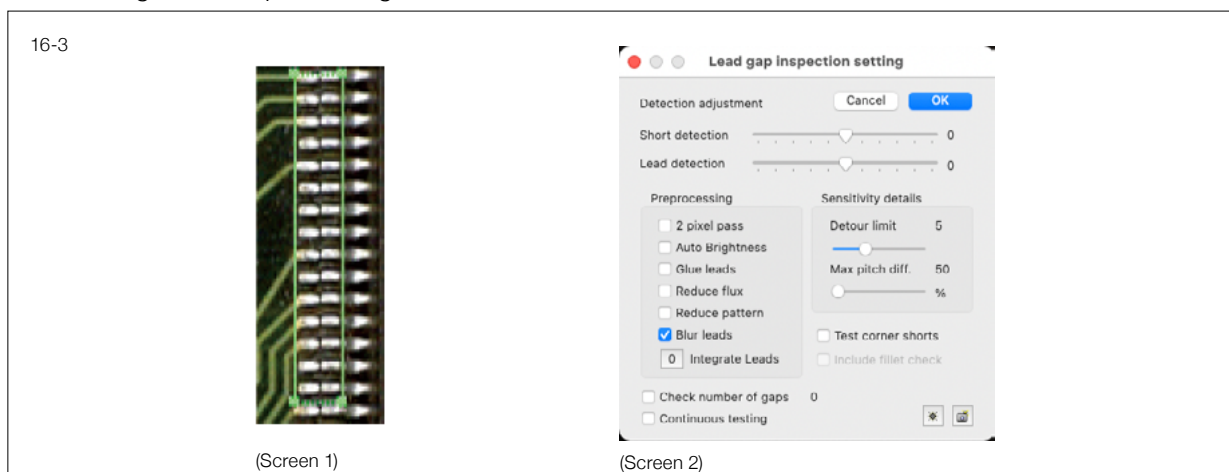 16-3
Lead gap inspection setting
Detection adjustment Cancel OK
Short detection 0
Lead detection 0
Preprocessing Sensitivity details
2 pixel pass Detour limit 5
Auto Brightness
Glue leads Max pitch diff. 50
Reduce flux %
Reduce pattern
Blur leads Test corner shorts
0 Integrate Leads Include fillet check
Check number of gaps 0
Continuous testing
(Screen 1) (Screen 2)